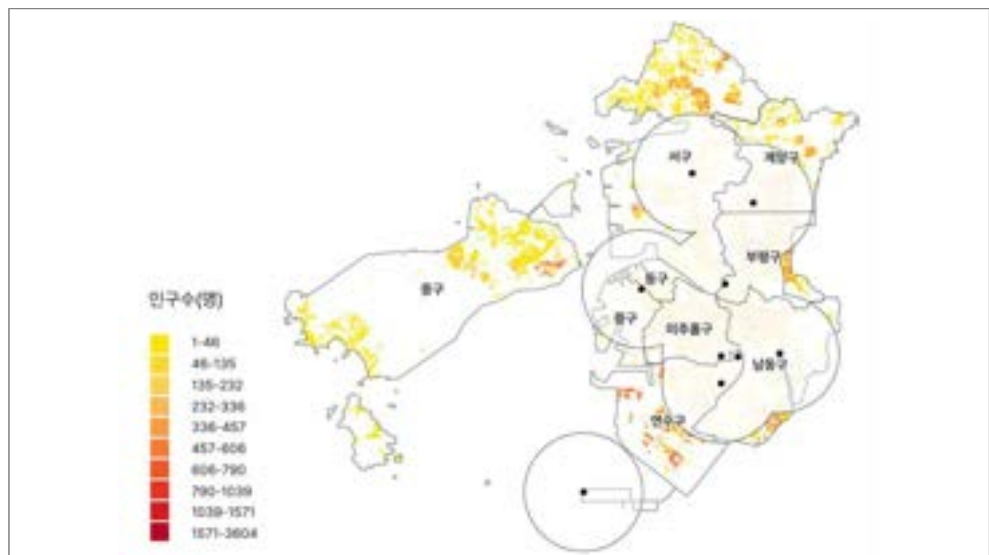 서구
계양구
부평구
중구
동구
중구
미추홀구
남동구
연수구
인구수(명)
1-46
46-135
135-232
232-336
336-457
457-606
606-790
790-1039
1039-1571
1571-3604